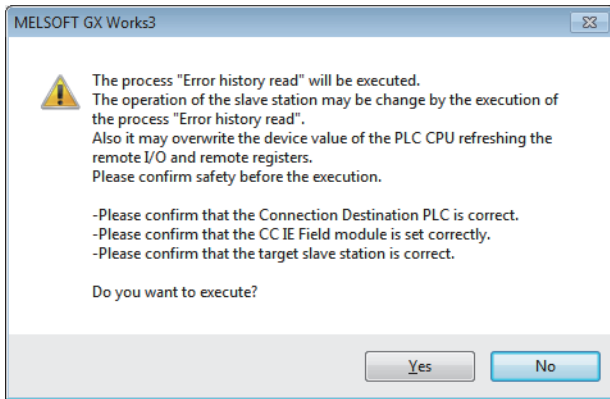 MELSOFT GX Works3
The process "Error history read" will be executed.
The operation of the slave station may be change by the execution of
the process "Error history read".
Also it may overwrite the device value of the PLC CPU refreshing the
remote I/O and remote registers.
Please confirm safety before the execution.
-Please confirm that the Connection Destination PLC is correct.
-Please confirm that the CC IE Field module is set correctly.
-Please confirm that the target slave station is correct.
Do you want to execute?
Yes
No